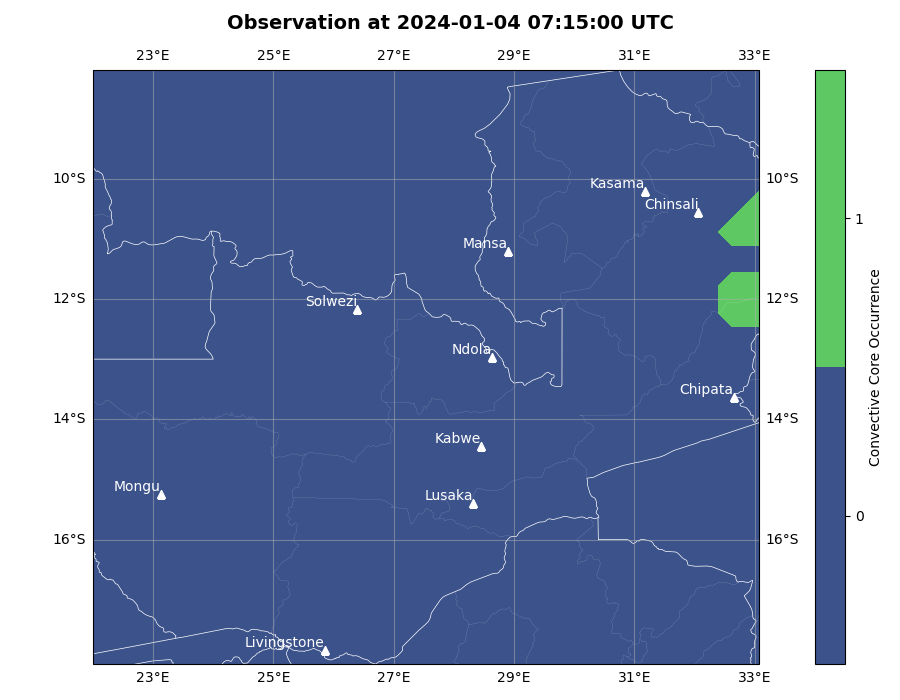 Observation at 2024-01-04 07:15:00 UTC
23°E 25°E 27°E 29°E 31°E 33°E
10°S 10°S
12°S 12°S
14°S 14°S
16°S 16°S
Kasama
Chinsali
Mansa
Solwezi
Ndola
Chipata
Kabwe
Mongu
Lusaka
Livingstone
23°E 25°E 27°E 29°E 31°E 33°E
1
0
Convective Core Occurrence